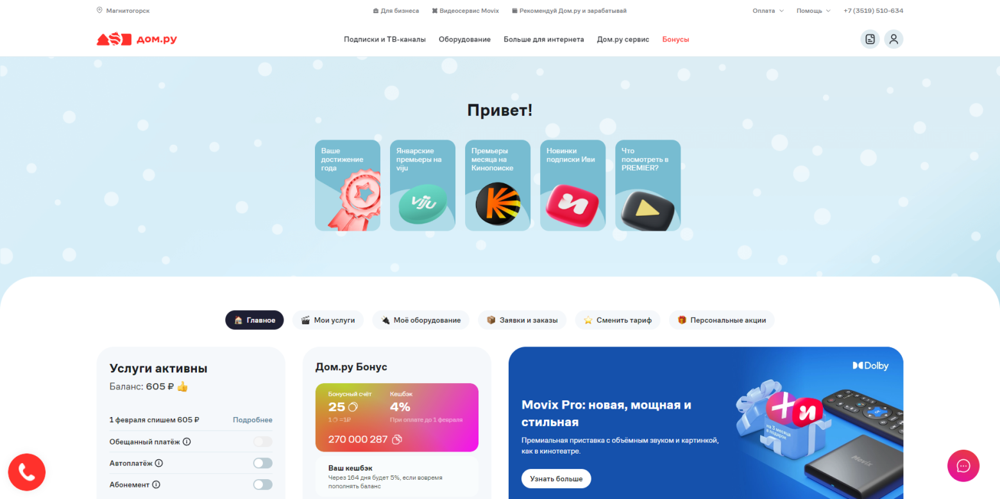 Магнитогорск
Для бизнеса
Видеосервис Movix
Рекомендуй Дом.ру и зарабатывай
Оплата
Помощь
+7 (3519) 510-634
дом.ру
Подписки и ТВ-каналы
Оборудование
Больше для интернета
Дом.ру сервис
Бонусы
Привет!
Ваше
достижение
года
Январские
премьеры на
viju
viju
Премьеры
месяца на
Кинопоиске
К
Новинки
подписки Иви
и
Что
посмотреть в
PREMIER?
Главное
Мои услуги
Моё оборудование
Заявки и заказы
Сменить тариф
Персональные акции
Услуги активны
Баланс: 605 ₽
1 февраля спишем 605 ₽
Подробнее
Обещанный платёж
Автоплатёж
Абонемент
Дом.ру Бонус
Бонусный счёт
Кешбэк
25
4%
1 = 1₽
При оплате до 1 февраля
270 000 287
Ваш кешбэк
Через 164 дня будет 5%, если вовремя
пополнять баланс
Dolby
Movix Pro: новая, мощная и
стильная
Премиальная приставка с объёмным звуком и картинкой,
как в кинотеатре.
Узнать больше
и
на 3 месяца
в подарок
Movix